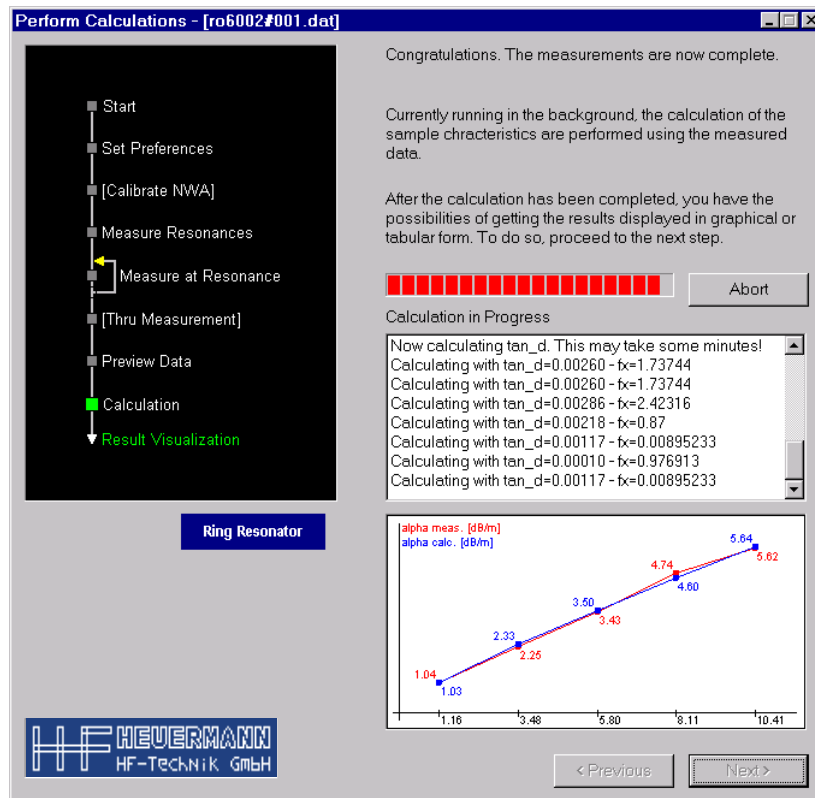 Perform Calculations - [ro6002#001.dat]
Start
Set Preferences
[Calibrate NWA]
Measure Resonances
Measure at Resonance
[Thru Measurement]
Preview Data
Calculation
Result Visualization
Ring Resonator
HF HEUERMANN
HF-Technik GmbH
Congratulations. The measurements are now complete.
Currently running in the background, the calculation of the
sample chracteristics are performed using the measured
data.
After the calculation has been completed, you have the
possibilities of getting the results displayed in graphical or
tabular form. To do so, proceed to the next step.
Abort
Calculation in Progress
Now calculating tan_d. This may take some minutes!
Calculating with tan_d=0.00260 - fx=1.73744
Calculating with tan_d=0.00260 - fx=1.73744
Calculating with tan_d=0.00286 - fx=2.42316
Calculating with tan_d=0.00218 - fx=0.87
Calculating with tan_d=0.00117 - fx=0.00895233
Calculating with tan_d=0.00010 - fx=0.976913
Calculating with tan_d=0.00117 - fx=0.00895233
alpha meas. [dB/m]
alpha calc. [dB/m]
5.64
5.62
4.74
4.60
3.50
3.43
2.33
2.25
1.04
1.03
1.16 3.48 5.80 8.11 10.41
< Previous
Next >